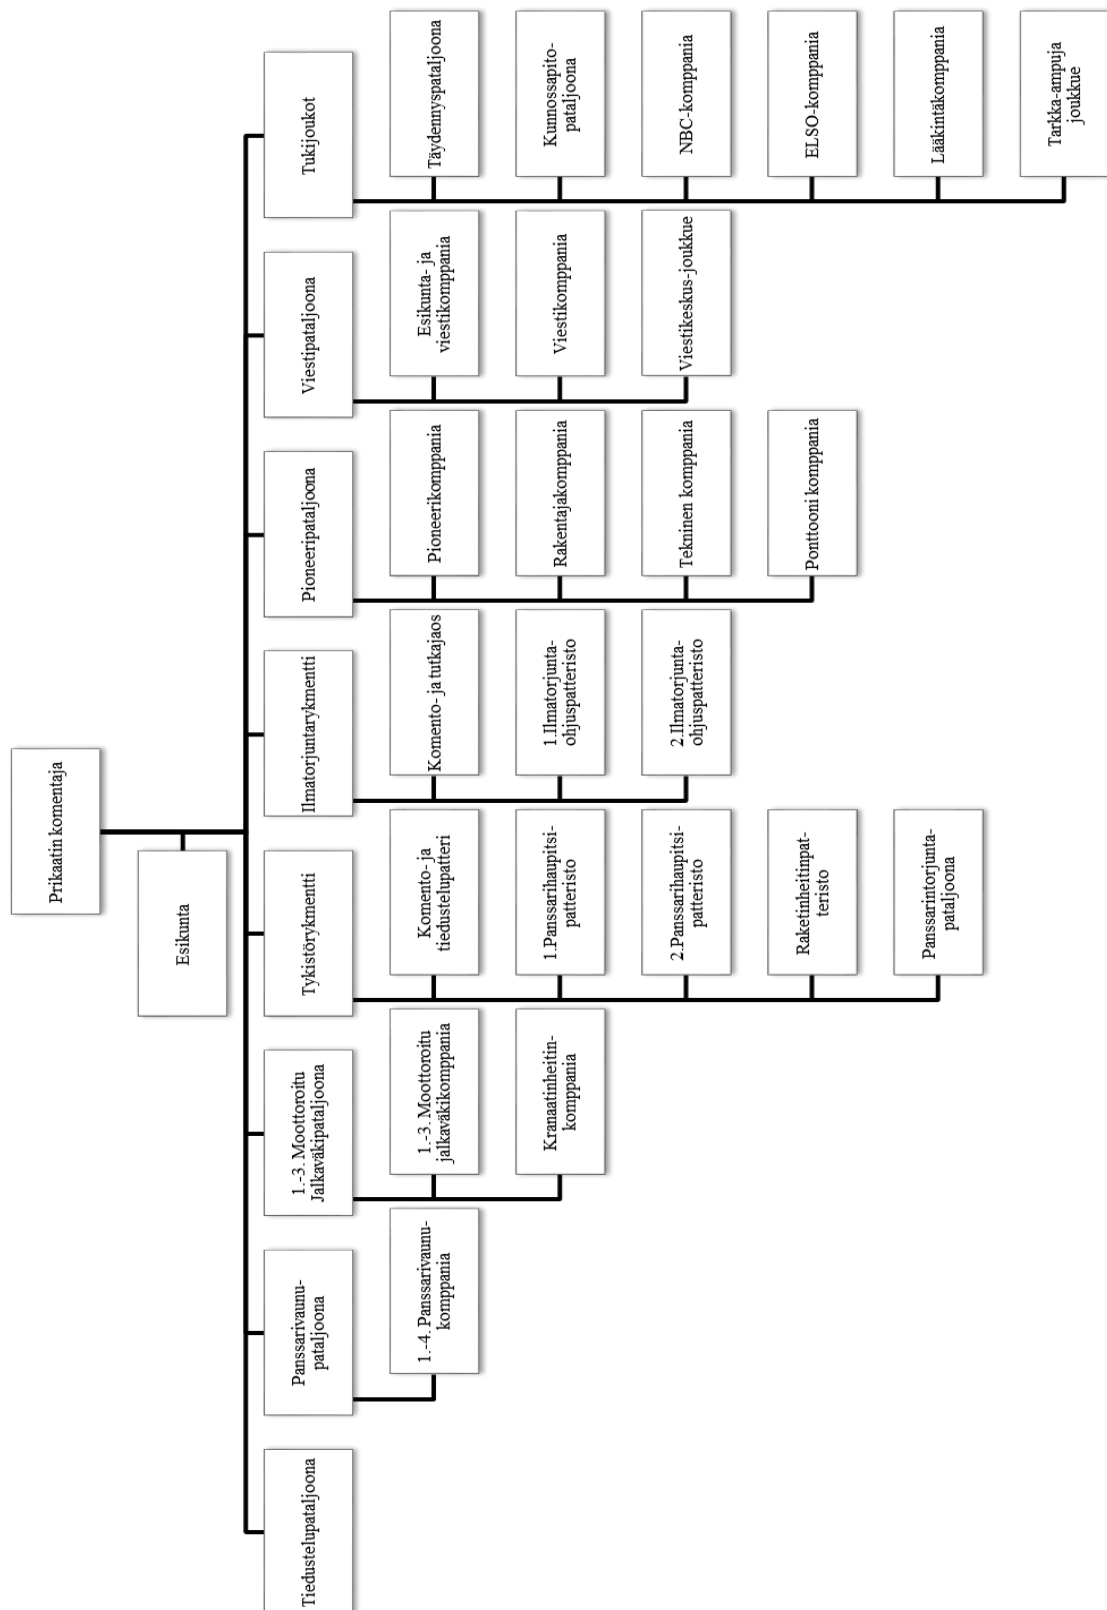 Prikaatin komentaja
Esikunta
Tiedustelupataljoona
Panssarivaunu-
pataljoona
1.-4. Panssarivaunu-
komppania
1.-3. Moottoroitu
Jalkaväkipataljoona
1.-3. Moottoroitu
jalkaväkikomppania
Kranaatinheitin-
komppania
Tykistörykmentti
Komento- ja
tiedustelupatteri
1.Panssarihaupitsi-
patteristo
2.Panssarihaupitsi-
patteristo
Raketinheitinpat-
teristo
Panssarintorjunta-
pataljoona
Ilmatorjuntarykmentti
Komento- ja tutkajaos
1.Ilmatorjunta-
ohjuspatteristo
2.Ilmatorjunta-
ohjuspatteristo
Pioneeripataljoona
Pioneerikomppania
Rakentajakomppania
Tekninen komppania
Ponttooni komppania
Viestipataljoona
Esikunta- ja
viestikomppania
Viestikomppania
Viestikeskus-joukkue
Tukijoukot
Täydennyspataljoona
Kunnossapito-
pataljoona
NBC-komppania
ELSO-komppania
Lääkintäkomppania
Tarkka-ampuja
joukkue